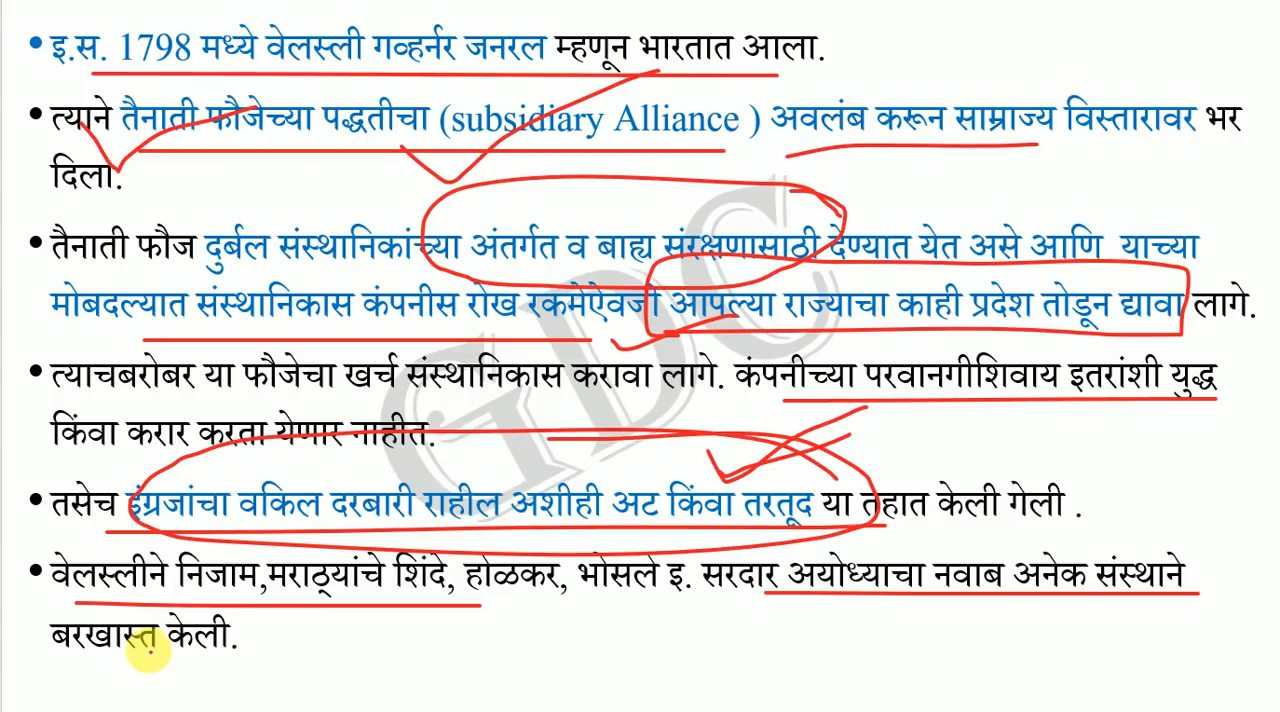 • इ.स. 1798 मध्ये वेलस्ली गव्हर्नर जनरल म्हणून भारतात आला.
• त्याने तैनाती फौजेच्या पद्धतीचा (subsidiary Alliance ) अवलंब करून साम्राज्य विस्तारावर भर
दिला.
• तैनाती फौज दुर्बल संस्थानिकांच्या अंतर्गत व बाह्य संरक्षणासाठी देण्यात येत असे आणि याच्या
मोबदल्यात संस्थानिकास कंपनीस रोख रकमेऐवजी आपल्या राज्याचा काही प्रदेश तोडून द्यावा लागे.
• त्याचबरोबर या फौजेचा खर्च संस्थानिकास करावा लागे. कंपनीच्या परवानगीशिवाय इतरांशी युद्ध
किंवा करार करता येणार नाहीत.
• तसेच इंग्रजांचा वकिल दरबारी राहील अशीही अट किंवा तरतूद या तहात केली गेली .
• वेलस्लीने निजाम,मराठ्यांचे शिंदे, होळकर, भोसले इ. सरदार अयोध्याचा नवाब अनेक संस्थाने
बरखास्त केली.
GDC